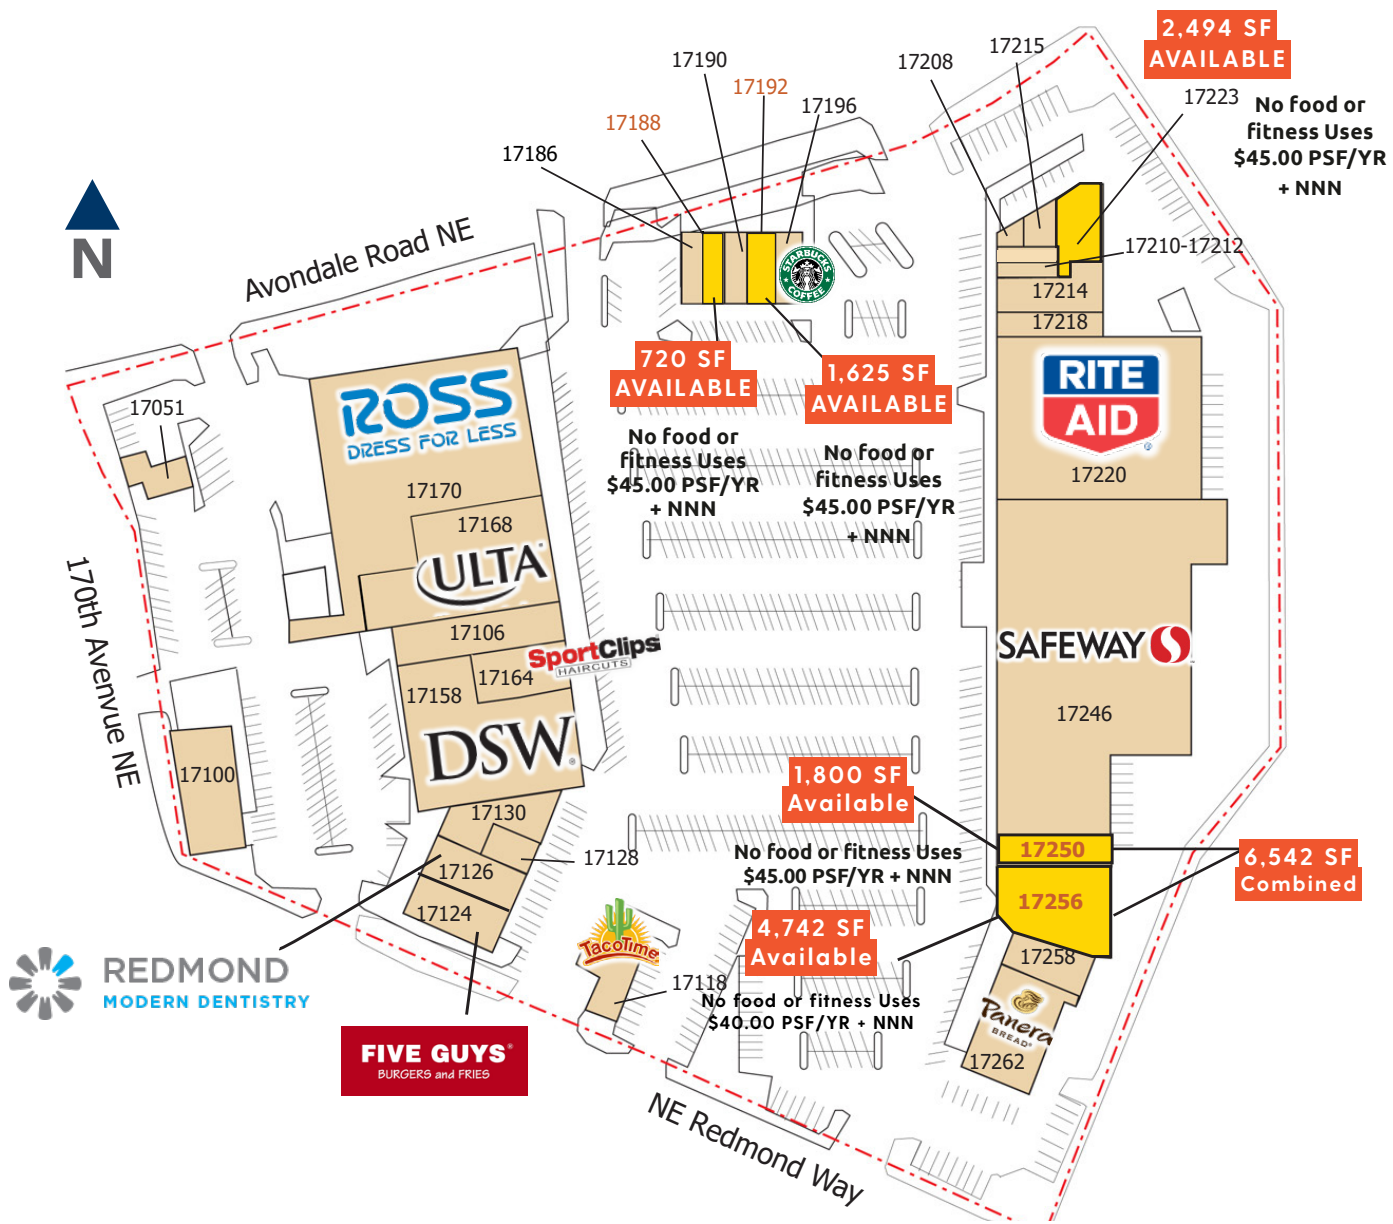 2,494 SF
AVAILABLE
17215
17208
17190
17192
17196
17223
No food or
fitness Uses
$45.00 PSF/YR
+ NNN
17188
17186
N
Avondale Road NE
STARBUCKS
COFFEE
17210-17212
17214
17218
720 SF
AVAILABLE
1,625 SF
AVAILABLE
RITE
AID
®
17220
ROSS
DRESS FOR LESS
17051
No food or
fitness Uses
$45.00 PSF/YR
+ NNN
No food or
fitness Uses
$45.00 PSF/YR
+ NNN
17170
17168
ULTA
17106
SportClips
HAIRCUTS
17164
17158
DSW
®
170th Avenvue NE
17100
SAFEWAY
17246
1,800 SF
Available
No food or fitness Uses
$45.00 PSF/YR + NNN
17250
6,542 SF
Combined
17256
17130
17128
17126
17124
4,742 SF
Available
No food or fitness Uses
$40.00 PSF/YR + NNN
17258
Panera
BREAD®
17262
TacoTime
17118
REDMOND
MODERN DENTISTRY
FIVE GUYS®
BURGERS and FRIES
NE Redmond Way